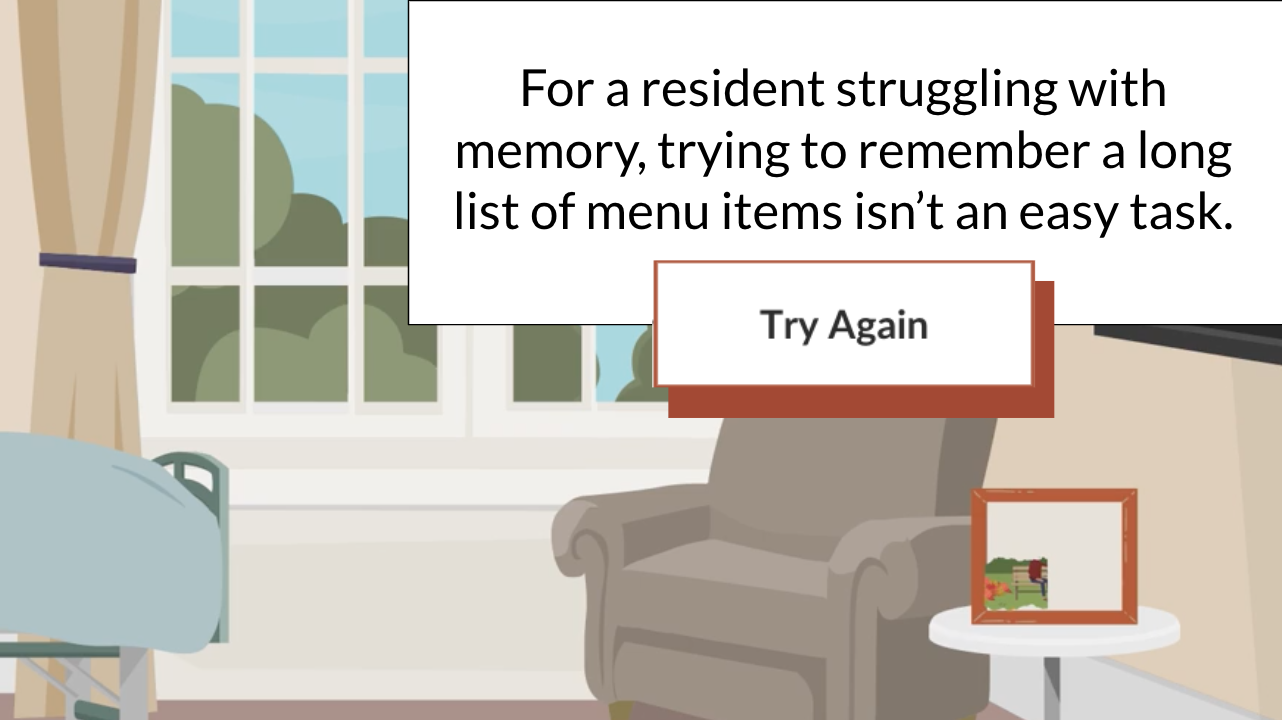 For a resident struggling with
memory, trying to remember a long
list of menu items isn’t an easy task.
Try Again